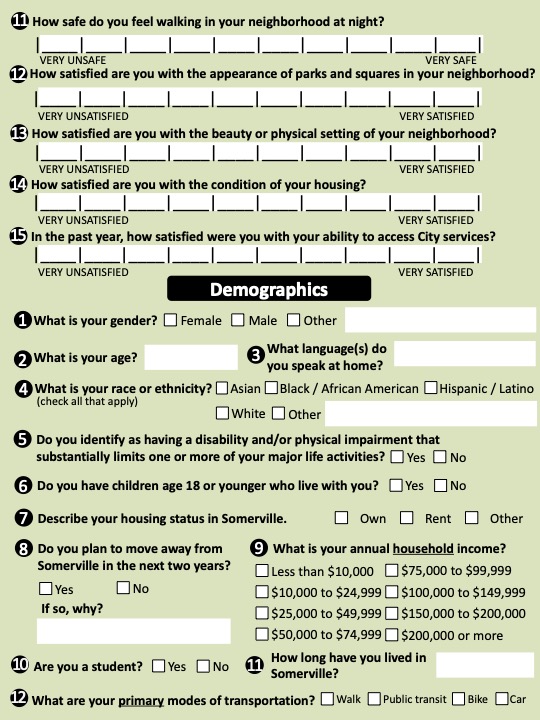 11 How safe do you feel walking in your neighborhood at night?
VERY UNSAFE VERY SAFE
12 How satisfied are you with the appearance of parks and squares in your neighborhood?
VERY UNSATISFIED VERY SATISFIED
13 How satisfied are you with the beauty or physical setting of your neighborhood?
VERY UNSATISFIED VERY SATISFIED
14 How satisfied are you with the condition of your housing?
VERY UNSATISFIED VERY SATISFIED
15 In the past year, how satisfied were you with your ability to access City services?
VERY UNSATISFIED VERY SATISFIED
Demographics
1 What is your gender? Female Male Other
2 What is your age?
3 What language(s) do
you speak at home?
4 What is your race or ethnicity? Asian Black / African American Hispanic / Latino
(check all that apply)
White Other
5 Do you identify as having a disability and/or physical impairment that
substantially limits one or more of your major life activities? Yes No
6 Do you have children age 18 or younger who live with you? Yes No
7 Describe your housing status in Somerville. Own Rent Other
8 Do you plan to move away from
Somerville in the next two years?
Yes No
If so, why?
9 What is your annual household income?
Less than $10,000 $75,000 to $99,999
$10,000 to $24,999 $100,000 to $149,999
$25,000 to $49,999 $150,000 to $200,000
$50,000 to $74,999 $200,000 or more
10 Are you a student? Yes No
11 How long have you lived in
Somerville?
12 What are your primary modes of transportation? Walk Public transit Bike Car